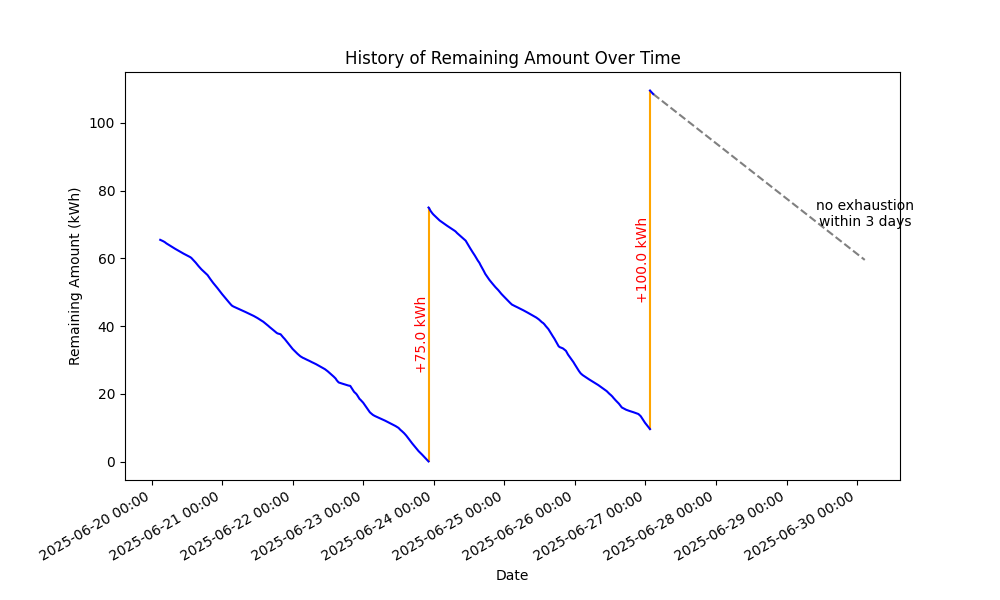 History of Remaining Amount Over Time
Remaining Amount (kWh)
100
80
60
40
20
0
+75.0 kWh
+100.0 kWh
no exhaustion
within 3 days
2025-06-20 00:00
2025-06-21 00:00
2025-06-22 00:00
2025-06-23 00:00
2025-06-24 00:00
2025-06-25 00:00
2025-06-26 00:00
2025-06-27 00:00
2025-06-28 00:00
2025-06-29 00:00
2025-06-30 00:00
Date